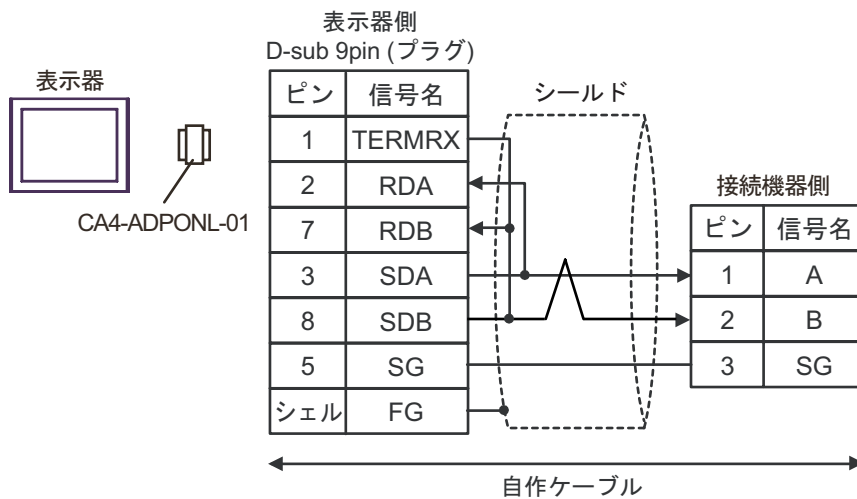 表示器側
D-sub 9pin (プラグ)
表示器
CA4-ADPONL-01
ピン 信号名
1 TERMRX
2 RDA
7 RDB
3 SDA
8 SDB
5 SG
シェル FG
シールド
接続機器側
ピン 信号名
1 A
2 B
3 SG
自作ケーブル